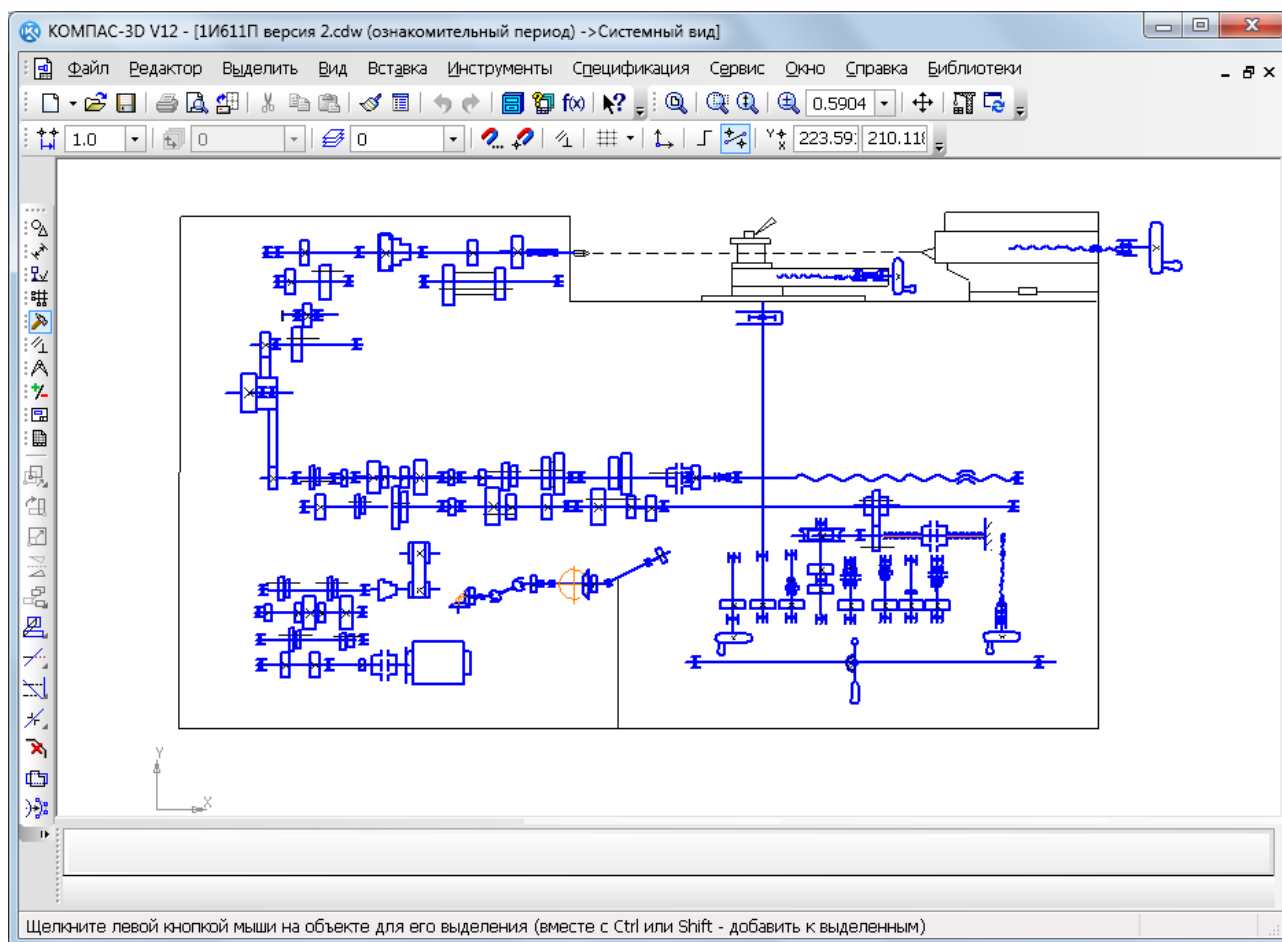 КОМПАС-3D V12 - [1И611П версия 2.cdw (ознакомительный период) ->Системный вид]
Файл Редактор Выделить Вид Вставка Инструменты Спецификация Сервис Окно Справка Библиотеки
f(x) 0.5904
1.0 0 0 Y X 223.59 210.118
Y
X
Щелкните левой кнопкой мыши на объекте для его выделения (вместе с Ctrl или Shift - добавить к выделенным)